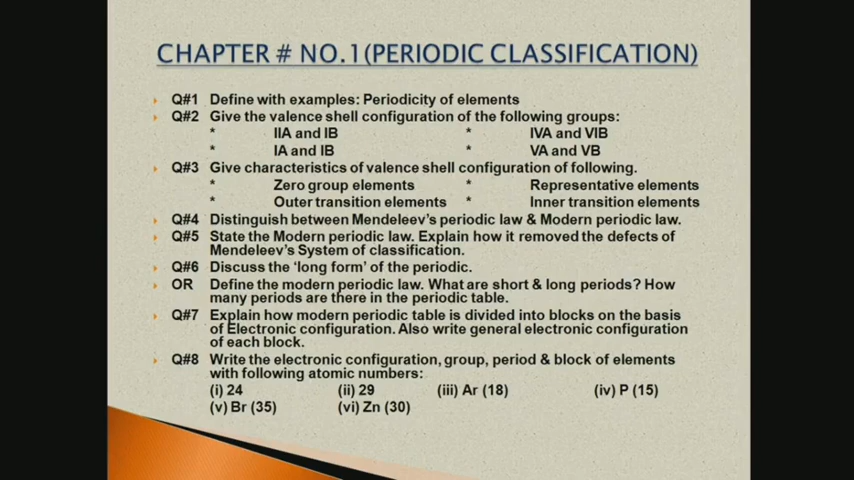 CHAPTER # NO.1(PERIODIC CLASSIFICATION)
Q#1 Define with examples: Periodicity of elements
Q#2 Give the valence shell configuration of the following groups:
* IIA and IB * IVA and VIB
* IA and IB * VA and VB
Q#3 Give characteristics of valence shell configuration of following.
* Zero group elements * Representative elements
* Outer transition elements * Inner transition elements
Q#4 Distinguish between Mendeleev's periodic law & Modern periodic law.
Q#5 State the Modern periodic law. Explain how it removed the defects of
Mendeleev's System of classification.
Q#6 Discuss the 'long form' of the periodic.
OR Define the modern periodic law. What are short & long periods? How
many periods are there in the periodic table.
Q#7 Explain how modern periodic table is divided into blocks on the basis
of Electronic configuration. Also write general electronic configuration
of each block.
Q#8 Write the electronic configuration, group, period & block of elements
with following atomic numbers:
(i) 24 (ii) 29 (iii) Ar (18) (iv) P (15)
(v) Br (35) (vi) Zn (30)